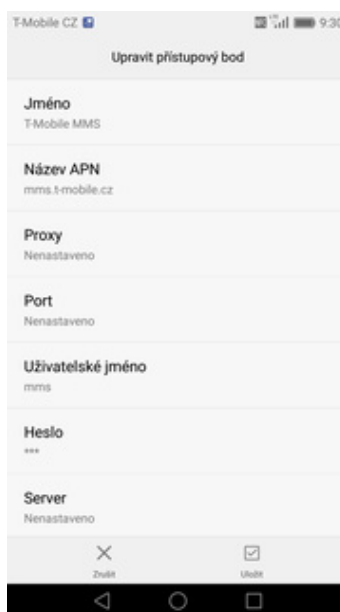 T-Mobile CZ 9:30
Upravit přístupový bod
Jméno
T-Mobile MMS
Název APN
mms.t-mobile.cz
Proxy
Nenastaveno
Port
Nenastaveno
Uživatelské jméno
mms
Heslo
***
Server
Nenastaveno
Zrušit Uložit